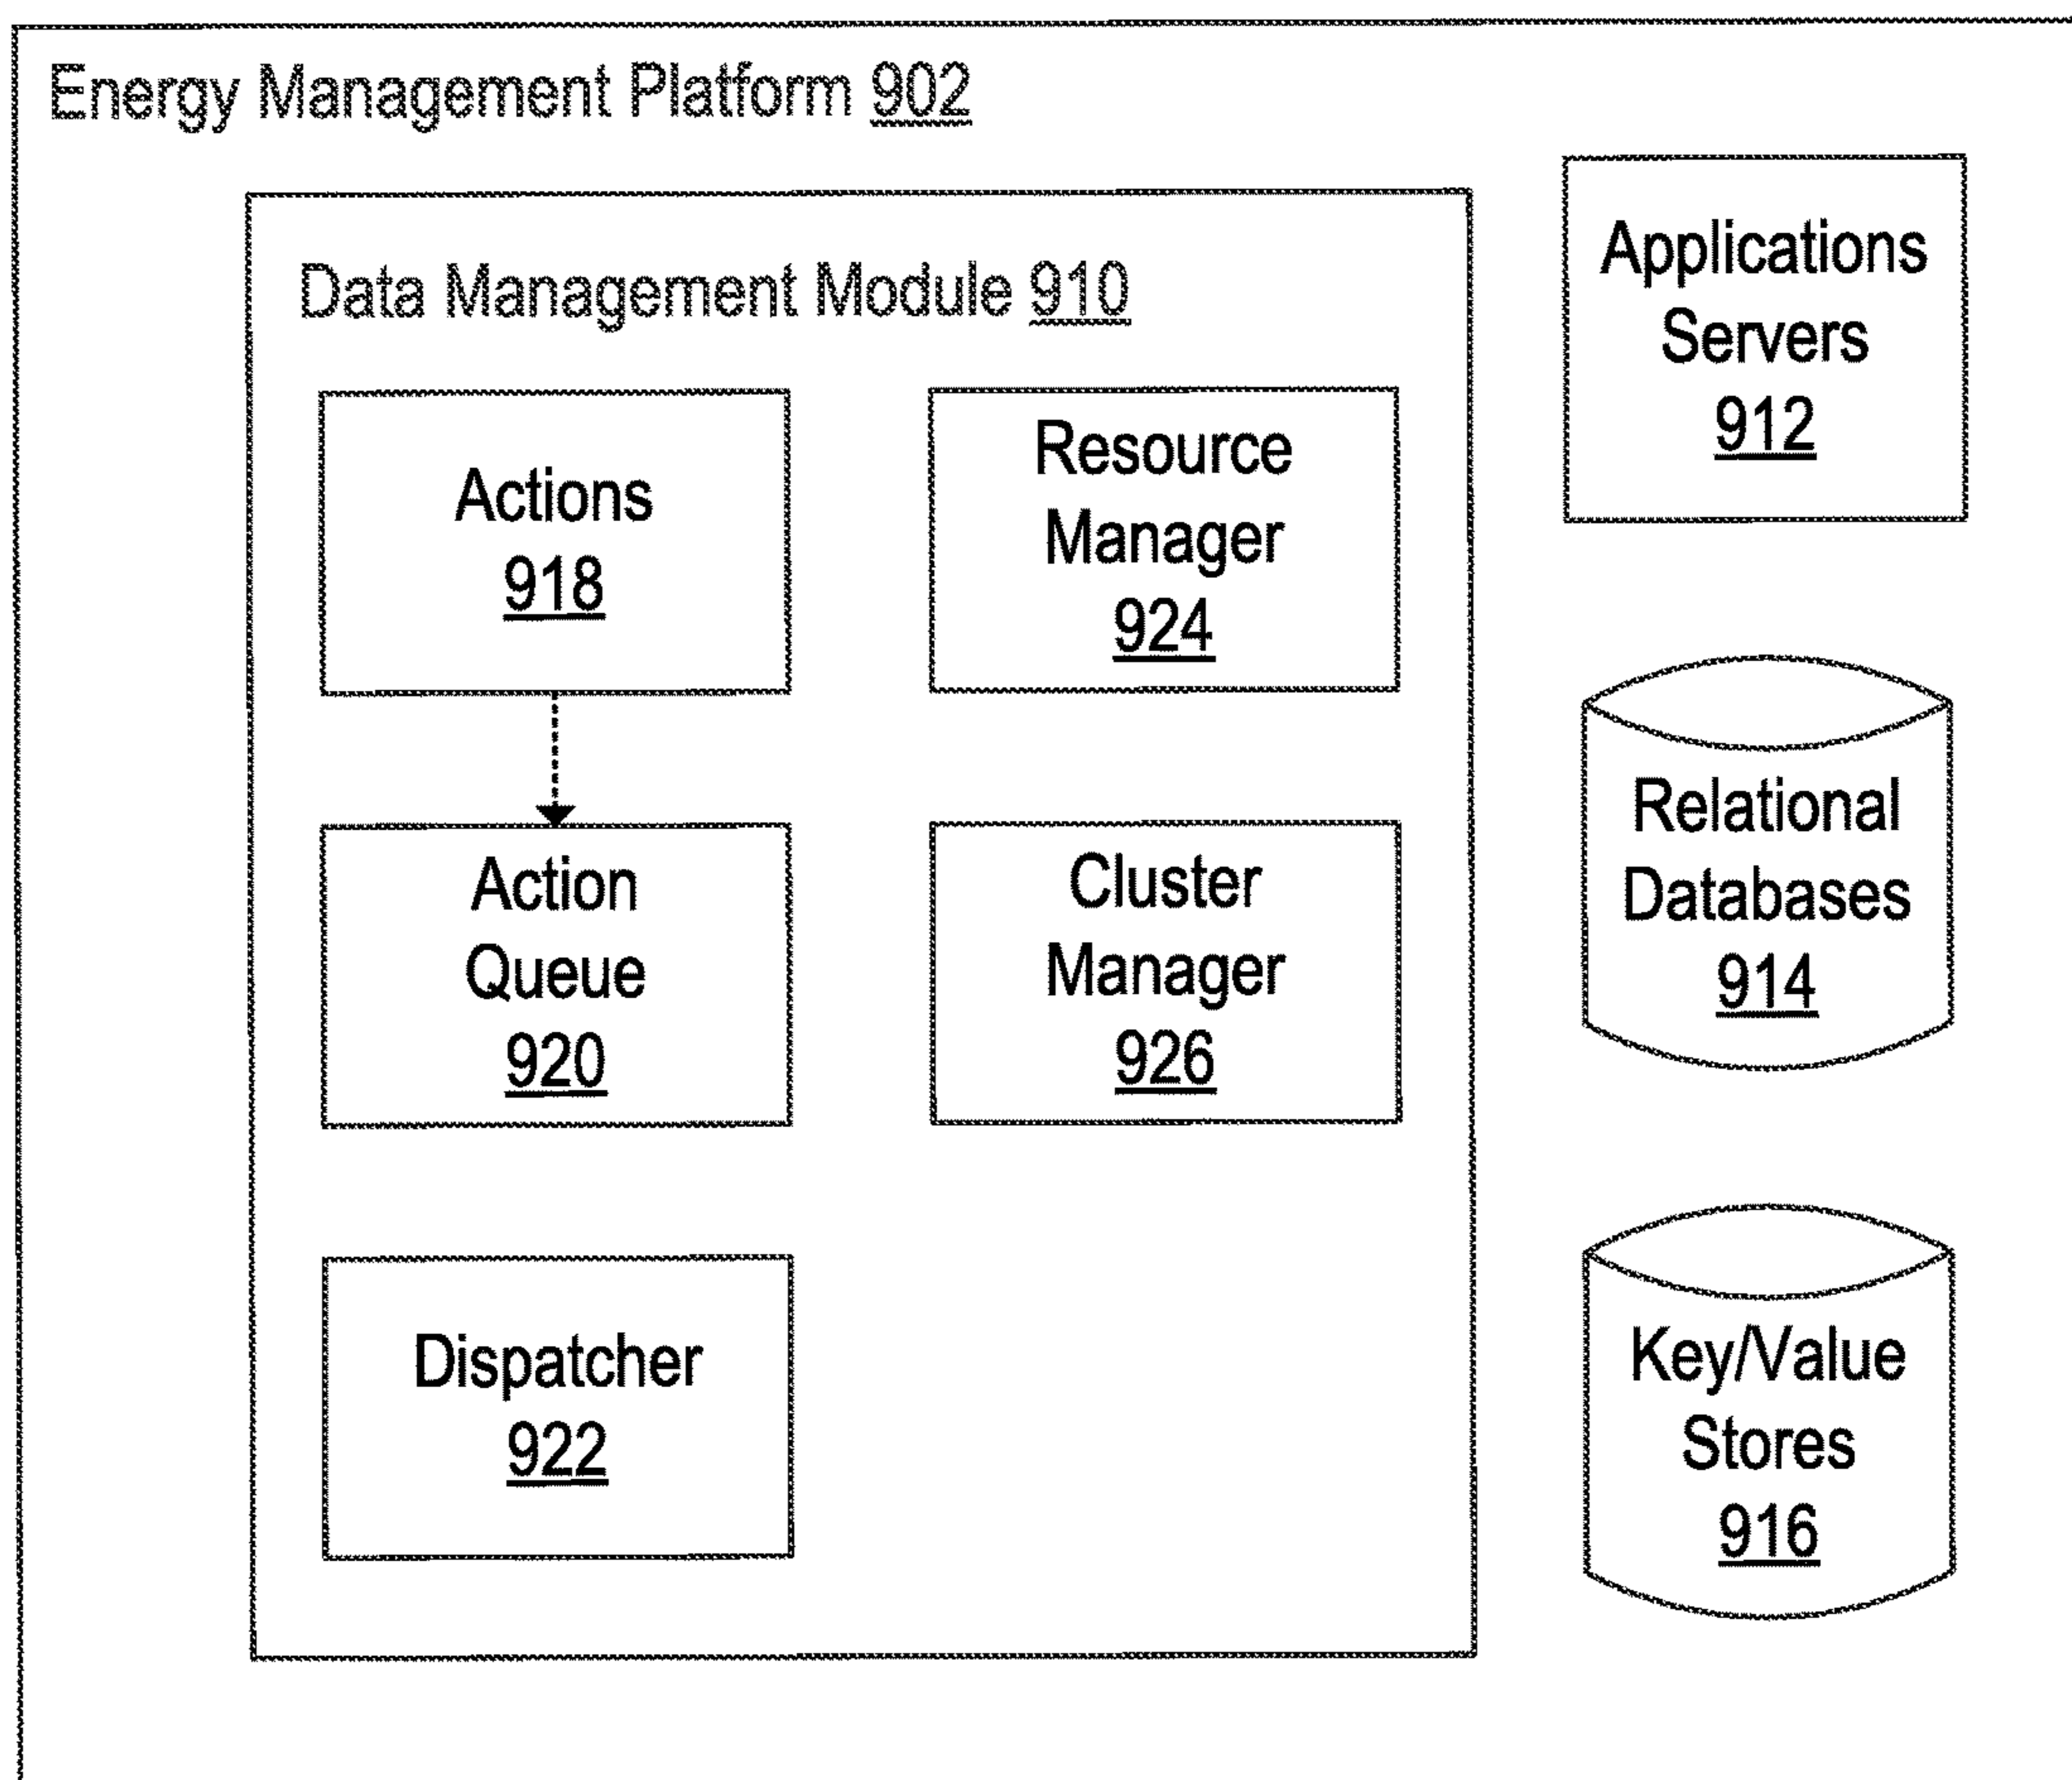 Energy Management Platform 902
Data Management Module 910
Actions
918
Resource
Manager
924
Action
Queue
920
Cluster
Manager
926
Dispatcher
922
Applications
Servers
912
Relational
Databases
914
Key/Value
Stores
916